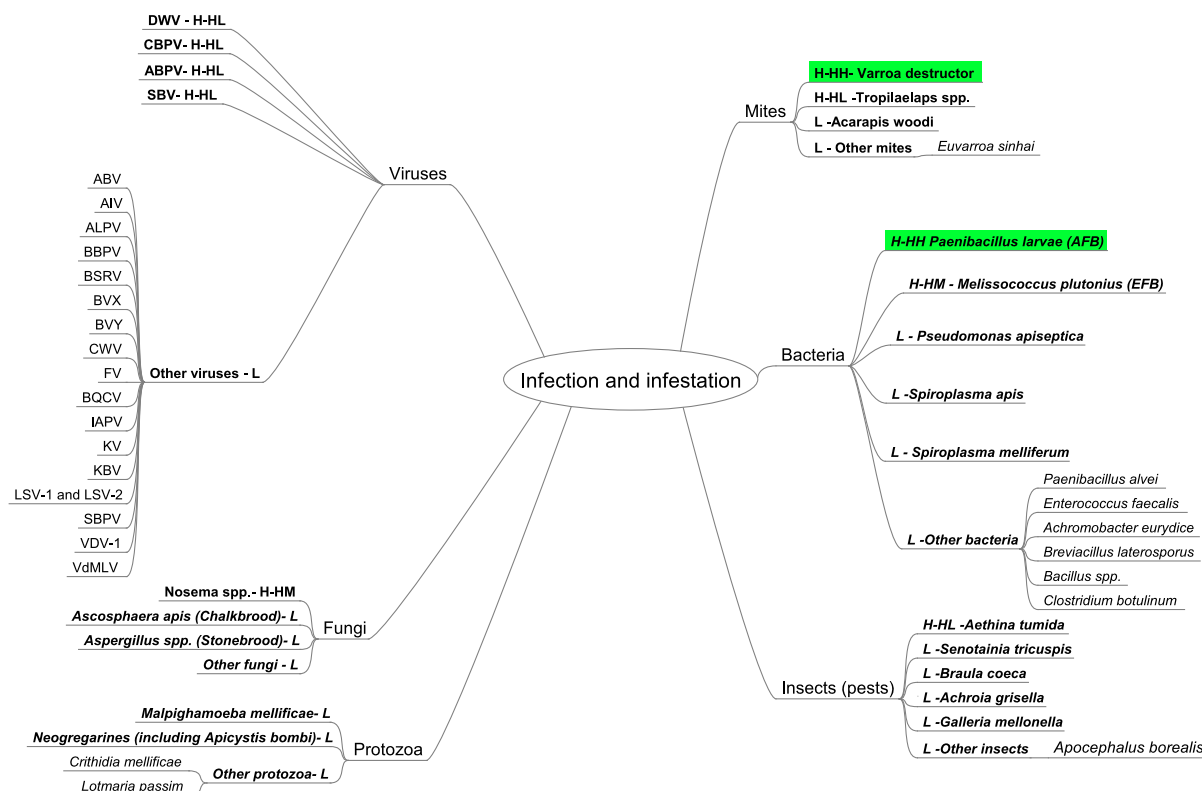 DWV - H-HL
CBPV- H-HL
ABPV- H-HL
SBV- H-HL
Viruses
ABV
AIV
ALPV
BBPV
BSRV
BVX
BVY
CWV
FV
BQCV
IAPV
KV
KBV
LSV-1 and LSV-2
SBPV
VDV-1
VdMLV
Other viruses - L
Nosema spp.- H-HM
Ascosphaera apis (Chalkbrood)- L
Aspergillus spp. (Stonebrood)- L
Other fungi - L
Fungi
Malpighamoeba mellificae- L
Neogregarines (including Apicystis bombi)- L
Other protozoa- L
Crithidia mellificae
Lotmaria passim
Protozoa
Infection and infestation
Mites
H-HH- Varroa destructor
H-HL -Tropilaelaps spp.
L -Acarapis woodi
L - Other mites
Euvarroa sinhai
Bacteria
H-HH Paenibacillus larvae (AFB)
H-HM - Melissococcus plutonius (EFB)
L - Pseudomonas apiseptica
L -Spiroplasma apis
L - Spiroplasma melliferum
L -Other bacteria
Paenibacillus alvei
Enterococcus faecalis
Achromobacter eurydice
Breviacillus laterosporus
Bacillus spp.
Clostridium botulinum
Insects (pests)
H-HL -Aethina tumida
L -Senotainia tricuspis
L -Braula coeca
L -Achroia grisella
L -Galleria mellonella
L -Other insects
Apocephalus borealis